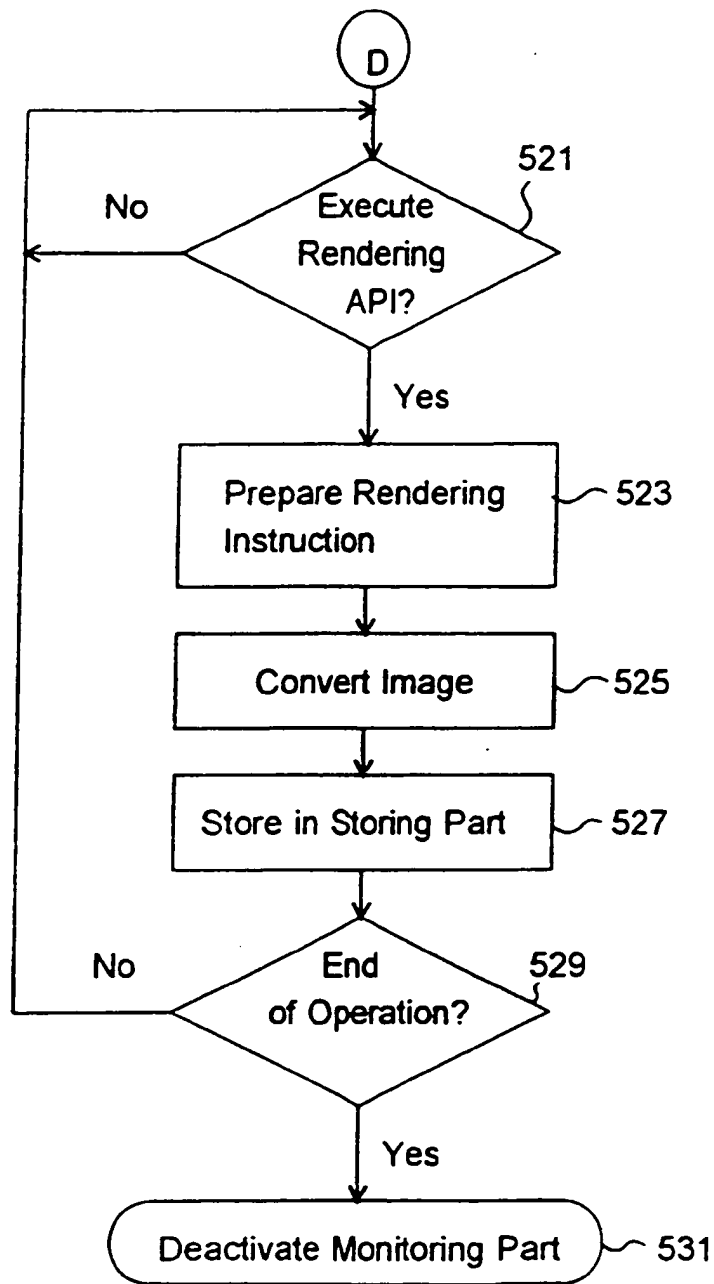 D
521
No
Execute
Rendering
API?
Yes
Prepare Rendering
Instruction
523
Convert Image
525
Store in Storing Part
527
No
End
of Operation?
529
Yes
Deactivate Monitoring Part
531